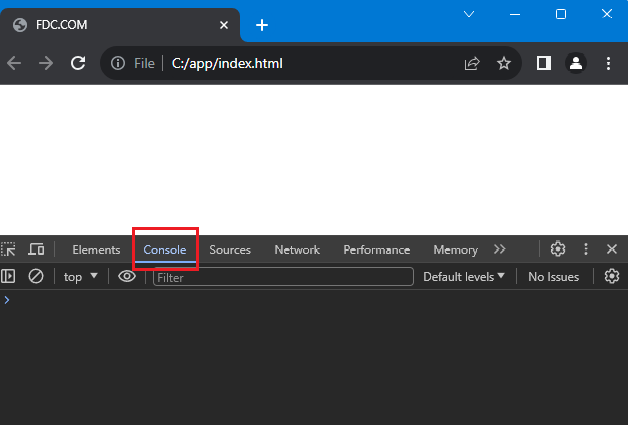 FDC.COM
File C:/app/index.html
Elements Console Sources Network Performance Memory
top Filter Default levels No Issues